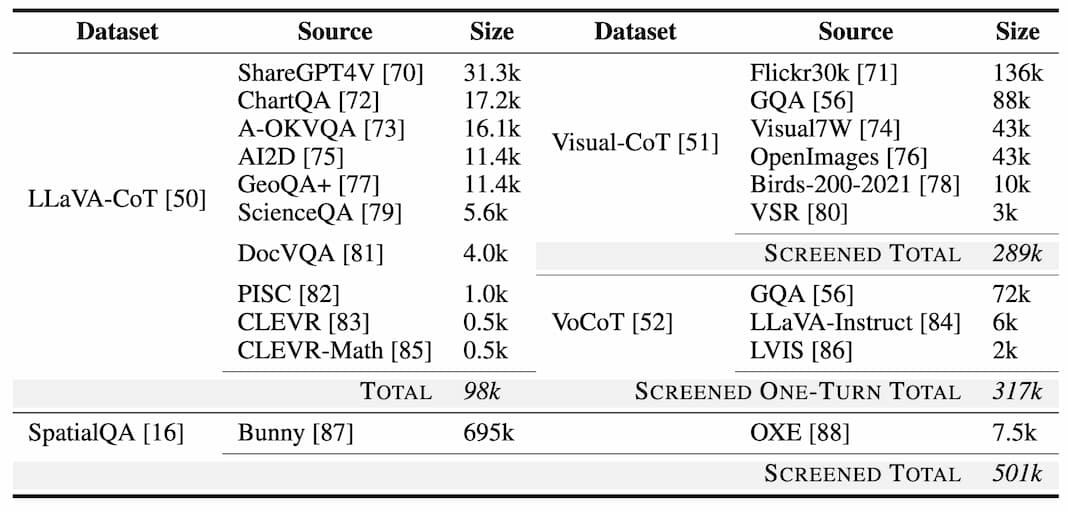 Dataset Source Size Dataset Source Size
ShareGPT4V [70] 31.3k Flickr30k [71] 136k
ChartQA [72] 17.2k GQA [56] 88k
A-OKVQA [73] 16.1k Visual7W [74] 43k
Visual-CoT [51]
AI2D [75] 11.4k OpenImages [76] 43k
GeoQA+ [77] 11.4k Birds-200-2021 [78] 10k
LLaVA-CoT [50]
ScienceQA [79] 5.6k VSR [80] 3k
DocVQA [81] 4.0k SCREENED TOTAL 289k
PISC [82] 1.0k GQA [56] 72k
CLEVR [83] 0.5k VoCoT [52] LLaVA-Instruct [84] 6k
CLEVR-Math [85] 0.5k LVIS [86] 2k
TOTAL 98k SCREENED ONE-TURN TOTAL 317k
SpatialQA [16] Bunny [87] 695k OXE [88] 7.5k
SCREENED TOTAL 501k